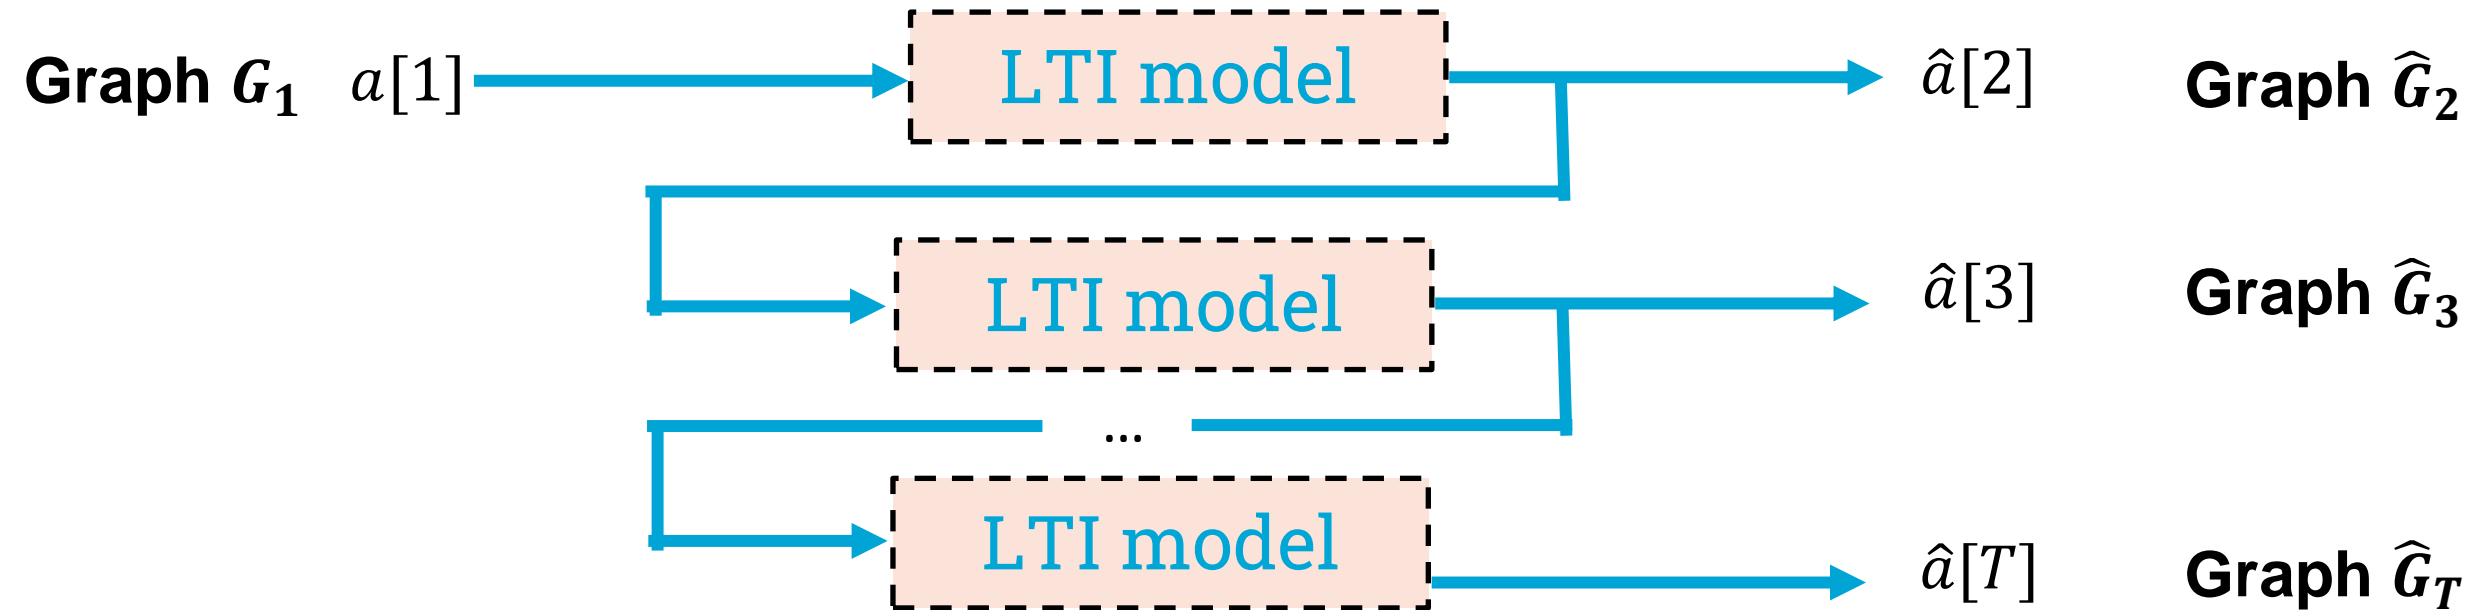 Graph G₁ a[1] LTI model â[2] Graph Ĝ₂
LTI model â[3] Graph Ĝ₃
...
LTI model â[T] Graph Ĝ_T